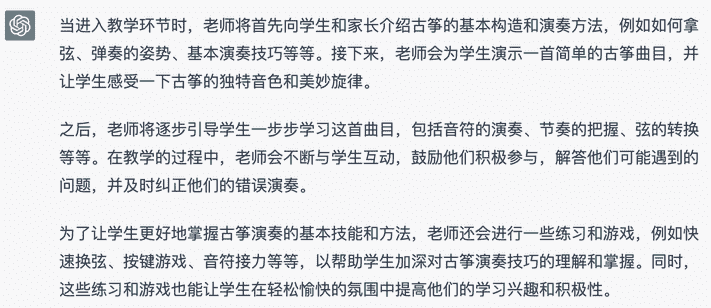 当进入教学环节时，老师将首先向学生和家长介绍古筝的基本构造和演奏方法，例如如何拿
弦、弹奏的姿势、基本演奏技巧等等。接下来，老师会为学生演示一首简单的古筝曲目，并
让学生感受一下古筝的独特音色和美妙旋律。
之后，老师将逐步引导学生一步步学习这首曲目，包括音符的演奏、节奏的把握、弦的转换
等等。在教学的过程中，老师会不断与学生互动，鼓励他们积极参与，解答他们可能遇到的
问题，并及时纠正他们的错误演奏。
为了让学生更好地掌握古筝演奏的基本技能和方法，老师还会进行一些练习和游戏，例如快
速换弦、按键游戏、音符接力等等，以帮助学生加深对古筝演奏技巧的理解和掌握。同时，
这些练习和游戏也能让学生在轻松愉快的氛围中提高他们的学习兴趣和积极性。